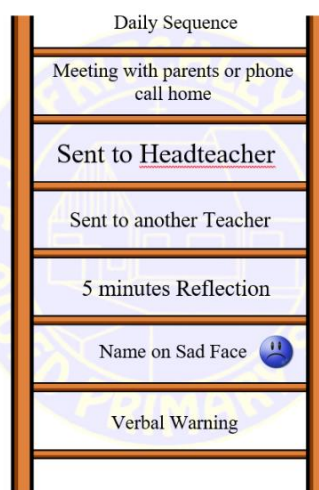 Daily Sequence
Meeting with parents or phone
call home
Sent to Headteacher
Sent to another Teacher
5 minutes Reflection
Name on Sad Face
Verbal Warning